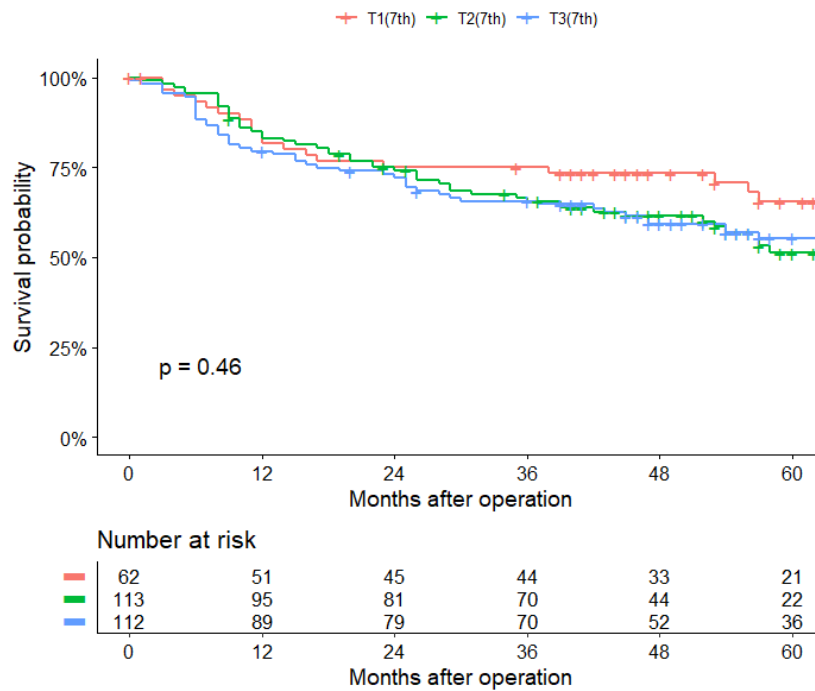 T1(7th) T2(7th) T3(7th)
100%
75%
50%
25%
0%
Survival probability
p = 0.46
0 12 24 36 48 60
Months after operation
Number at risk
62 51 45 44 33 21
113 95 81 70 44 22
112 89 79 70 52 36
0 12 24 36 48 60
Months after operation